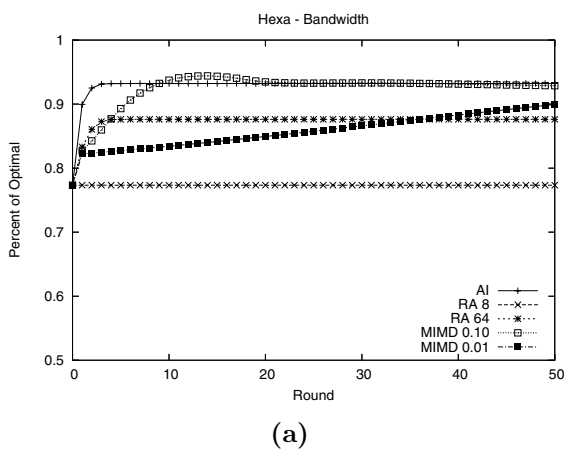 Hexa - Bandwidth
1
0.9
0.8
0.7
0.6
0.5
Percent of Optimal
AI
RA 8
RA 64
MIMD 0.10
MIMD 0.01
0 10 20 30 40 50
Round
(a)